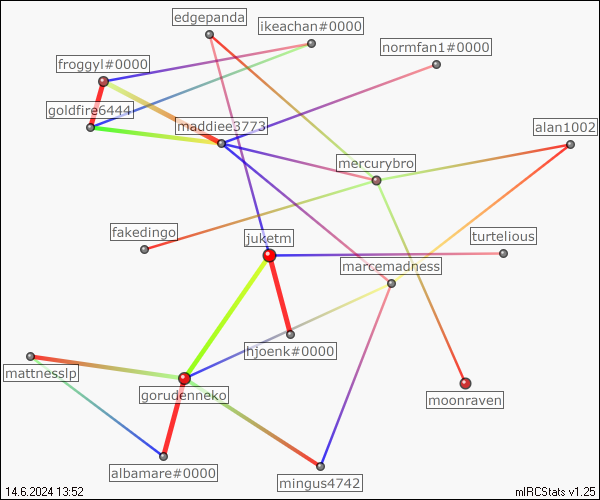 edgepanda
ikeachan#0000
normfan1#0000
froggyl#0000
goldfire6444
maddiee3773
alan1002
mercurybro
fakedingo
juketm
turtelious
marcemadness
hjoenk#0000
mattnesslp
gorudenneko
moonraven
albamare#0000
mingus4742
14.6.2024 13:52
mIRCStats v1.25